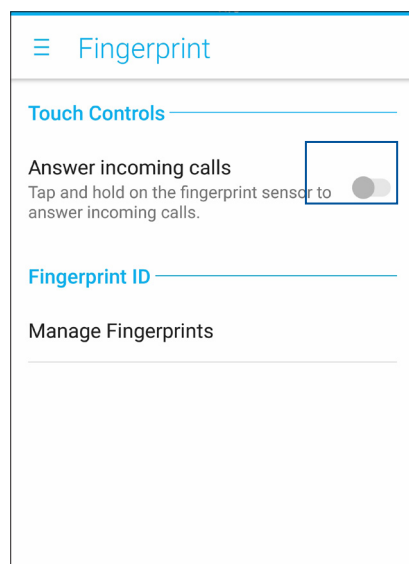 Fingerprint
Touch Controls
Answer incoming calls
Tap and hold on the fingerprint sensor to
answer incoming calls.
Fingerprint ID
Manage Fingerprints